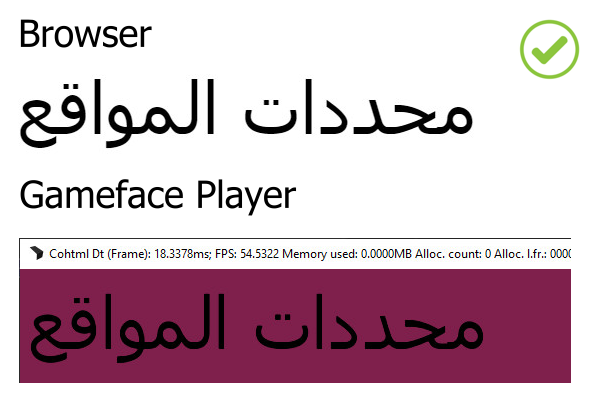 Browser
محددات المواقع
Gameface Player
Cohtml Dt (Frame): 18.3378ms; FPS: 54.5322 Memory used: 0.0000MB Alloc. count: 0 Alloc. l.fr.: 0000
محددات المواقع